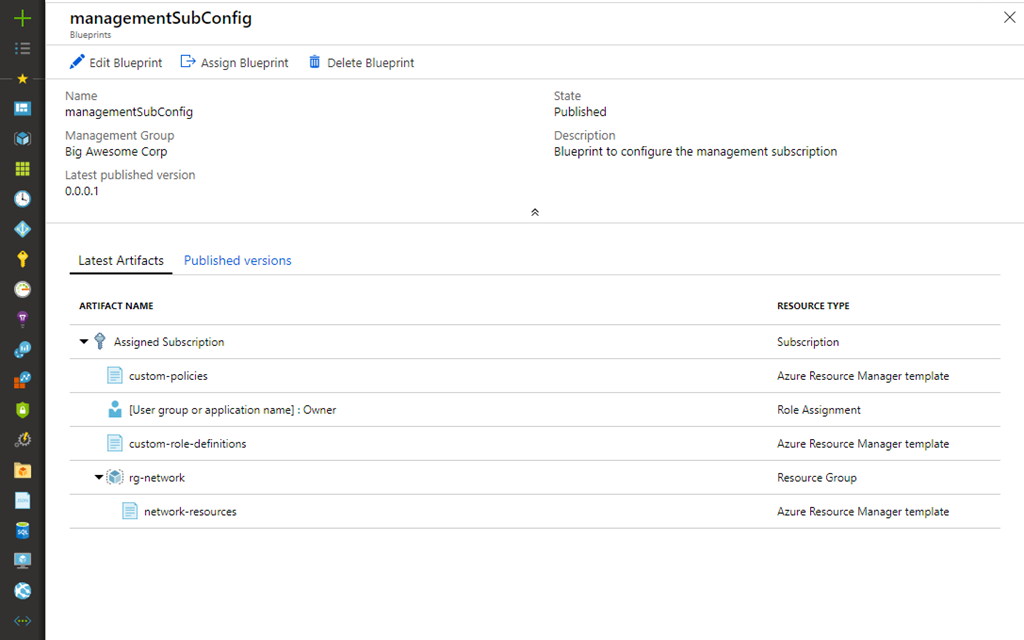 managementSubConfig
Blueprints
Edit Blueprint Assign Blueprint Delete Blueprint
Name State
managementSubConfig Published
Management Group Description
Big Awesome Corp Blueprint to configure the management subscription
Latest published version
0.0.0.1
Latest Artifacts Published versions
ARTIFACT NAME RESOURCE TYPE
Assigned Subscription Subscription
custom-policies Azure Resource Manager template
[User group or application name] : Owner Role Assignment
custom-role-definitions Azure Resource Manager template
rg-network Resource Group
network-resources Azure Resource Manager template
SQL